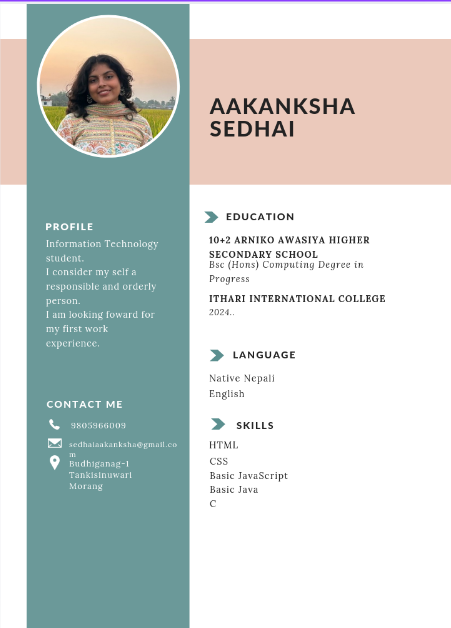 AAKANKSHA
SEDHAI
PROFILE
Information Technology
student.
I consider my self a
responsible and orderly
person.
I am looking foward for
my first work
experience.
CONTACT ME
9805966009
sedhaiaakanksha@gmail.co
m
Budhiganag-1
Tankisinuwari
Morang
EDUCATION
10+2 ARNIKO AWASIYA HIGHER
SECONDARY SCHOOL
Bsc (Hons) Computing Degree in
Progress
ITHARI INTERNATIONAL COLLEGE
2024..
LANGUAGE
Native Nepali
English
SKILLS
HTML
CSS
Basic JavaScript
Basic Java
C